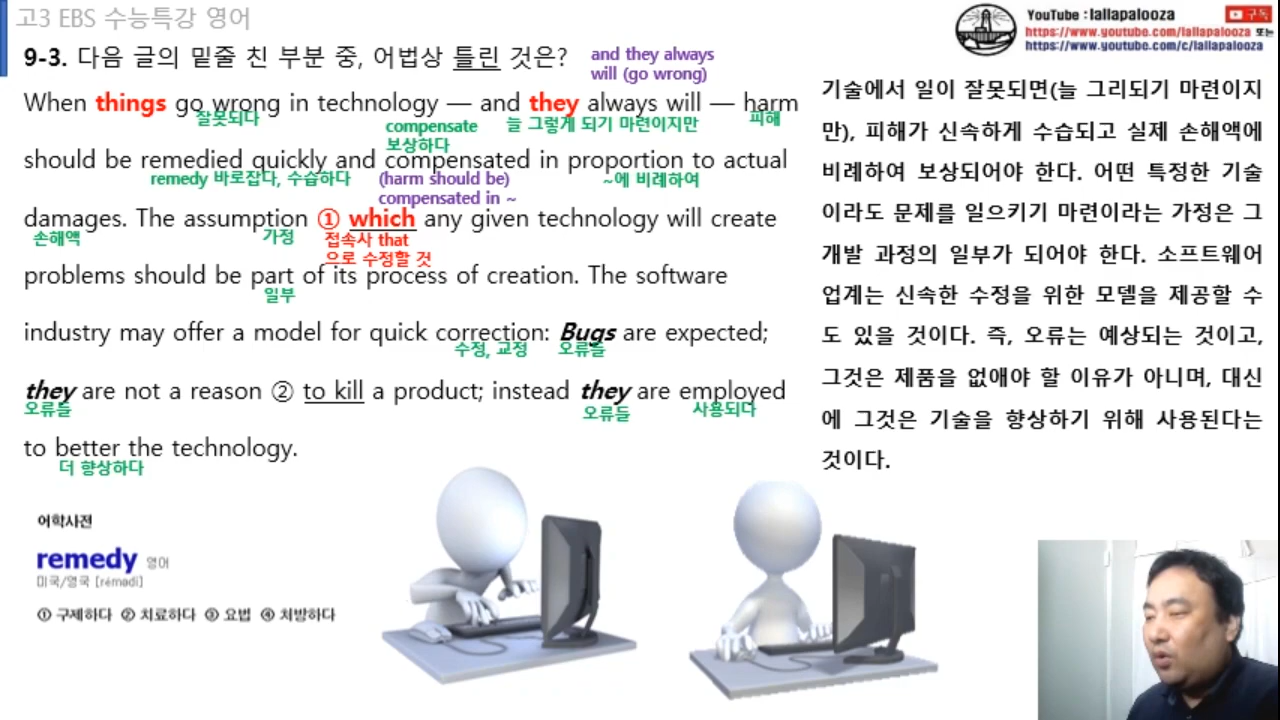 고3 EBS 수능특강 영어
YouTube : lallapalooza
구독
https://www.youtube.com/lallapalooza 또는
https://www.youtube.com/c/lallapalooza
9-3. 다음 글의 밑줄 친 부분 중, 어법상 틀린 것은?
and they always
will (go wrong)
When things go wrong in technology — and they always will — harm
잘못되다
compensate
보상하다
늘 그렇게 되기 마련이지만
피해
should be remedied quickly and compensated in proportion to actual
remedy 바로잡다, 수습하다
(harm should be)
compensated in ~
~에 비례하여
damages. The assumption ① which any given technology will create
손해액
가정
접속사 that
으로 수정할 것
problems should be part of its process of creation. The software
일부
industry may offer a model for quick correction: Bugs are expected;
수정, 교정
오류들
they are not a reason ② to kill a product; instead they are employed
오류들
오류들
사용되다
to better the technology.
더 향상하다
기술에서 일이 잘못되면(늘 그리되기 마련이지
만), 피해가 신속하게 수습되고 실제 손해액에
비례하여 보상되어야 한다. 어떤 특정한 기술
이라도 문제를 일으키기 마련이라는 가정은 그
개발 과정의 일부가 되어야 한다. 소프트웨어
업계는 신속한 수정을 위한 모델을 제공할 수
도 있을 것이다. 즉, 오류는 예상되는 것이고,
그것은 제품을 없애야 할 이유가 아니며, 대신
에 그것은 기술을 향상하기 위해 사용된다는
것이다.
어학사전
remedy 영어
미국/영국 [rémədi]
① 구제하다 ② 치료하다 ③ 요법 ④ 처방하다